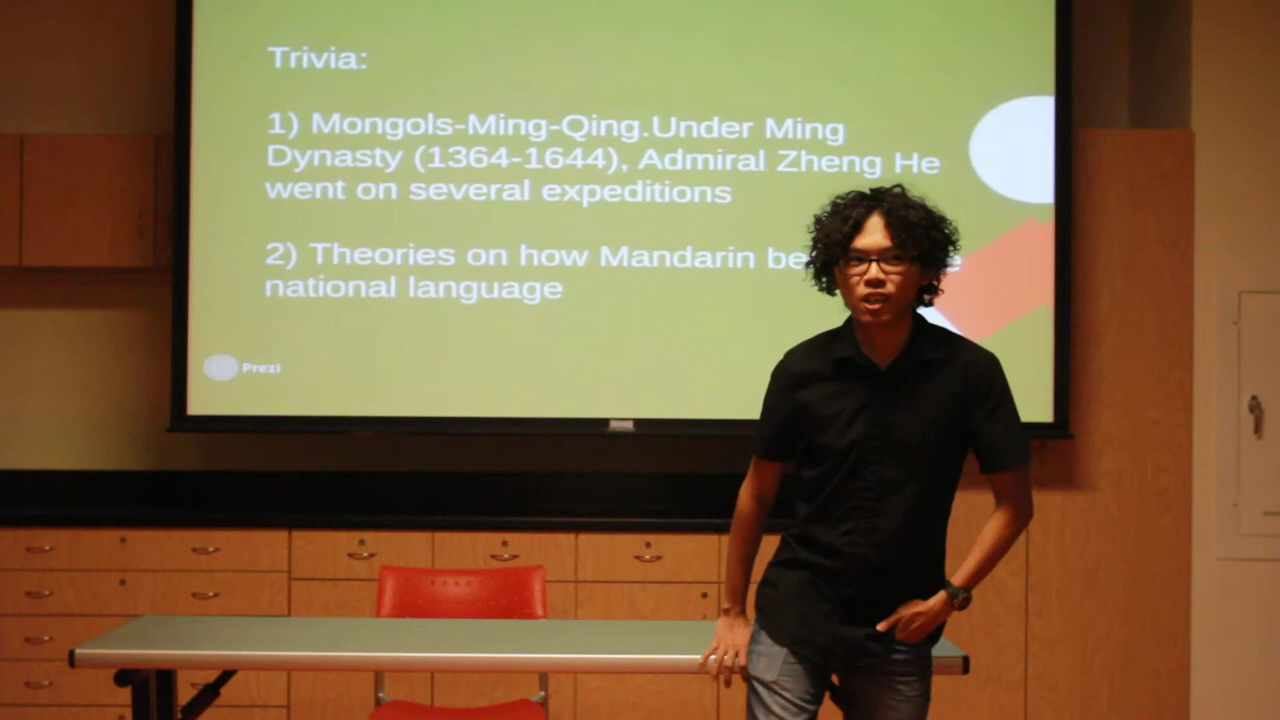 Trivia:
1) Mongols-Ming-Qing.Under Ming
Dynasty (1364-1644), Admiral Zheng He
went on several expeditions
2) Theories on how Mandarin
national language
Prezi